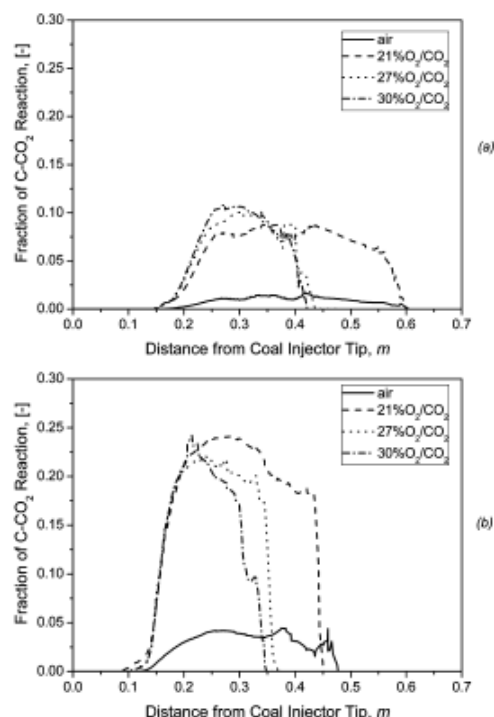 0.30
0.25
0.20
0.15
0.10
0.05
0.00
Fraction of C-CO₂ Reaction, [-]
air
21%O₂/CO₂
27%O₂/CO₂
30%O₂/CO₂
(a)
0.0 0.1 0.2 0.3 0.4 0.5 0.6 0.7
Distance from Coal Injector Tip, m
0.30
0.25
0.20
0.15
0.10
0.05
0.00
Fraction of C-CO₂ Reaction, [-]
air
21%O₂/CO₂
27%O₂/CO₂
30%O₂/CO₂
(b)
0.0 0.1 0.2 0.3 0.4 0.5 0.6 0.7
Distance from Coal Injector Tip, m